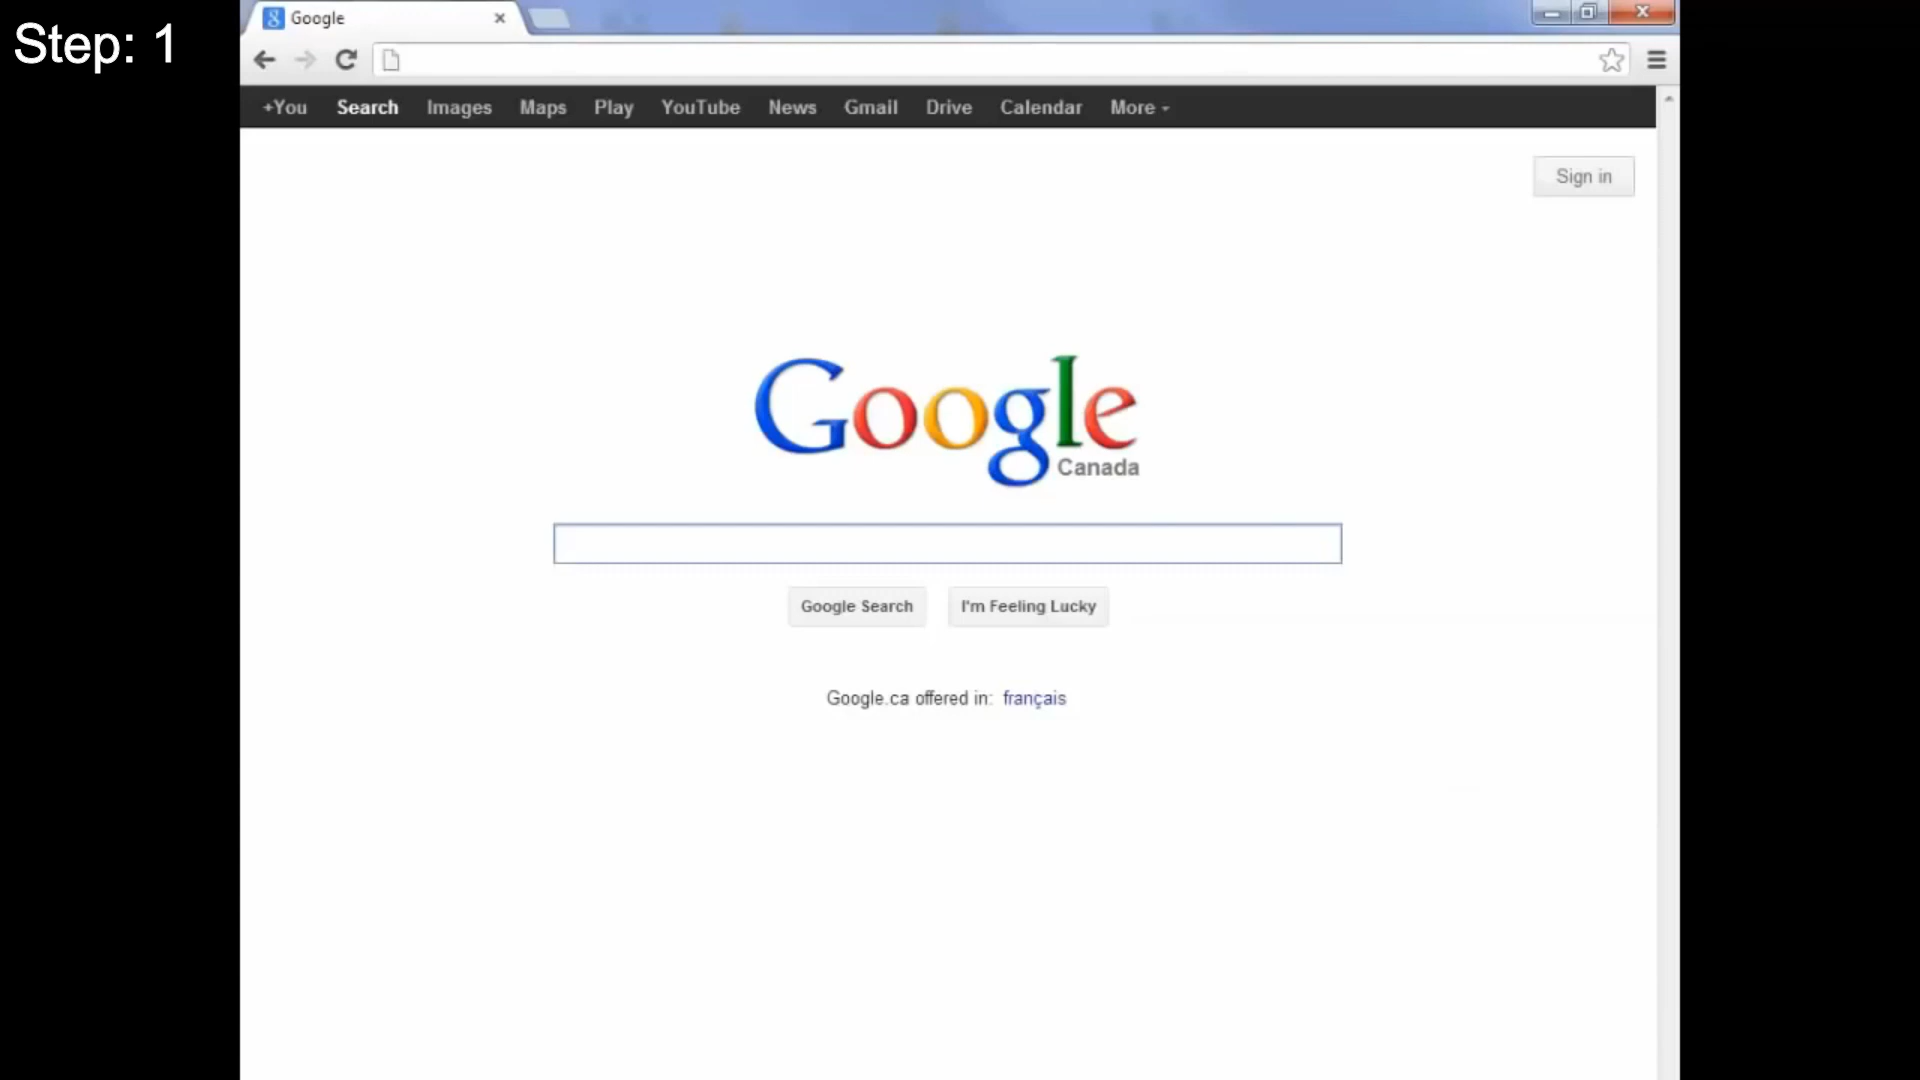 Step: 1
Google
+You Search Images Maps Play YouTube News Gmail Drive Calendar More
Sign in
Google
Canada
Google Search I'm Feeling Lucky
Google.ca offered in: français